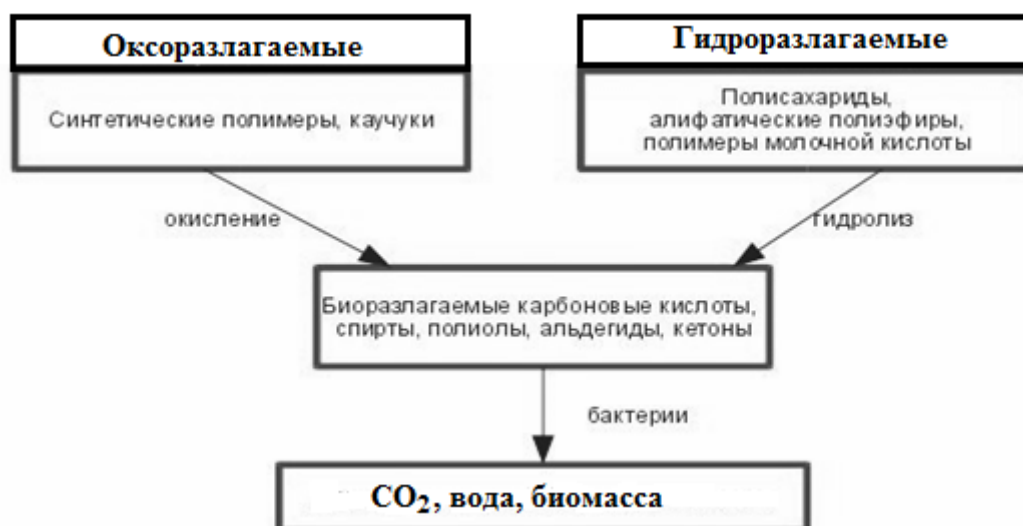 Оксоразлагаемые
Гидроразлагаемые
Синтетические полимеры, каучуки
Полисахариды,
алифатические полиэфиры,
полимеры молочной кислоты
окисление
гидролиз
Биоразлагаемые карбоновые кислоты,
спирты, полиолы, альдегиды, кетоны
бактерии
CO₂, вода, биомасса